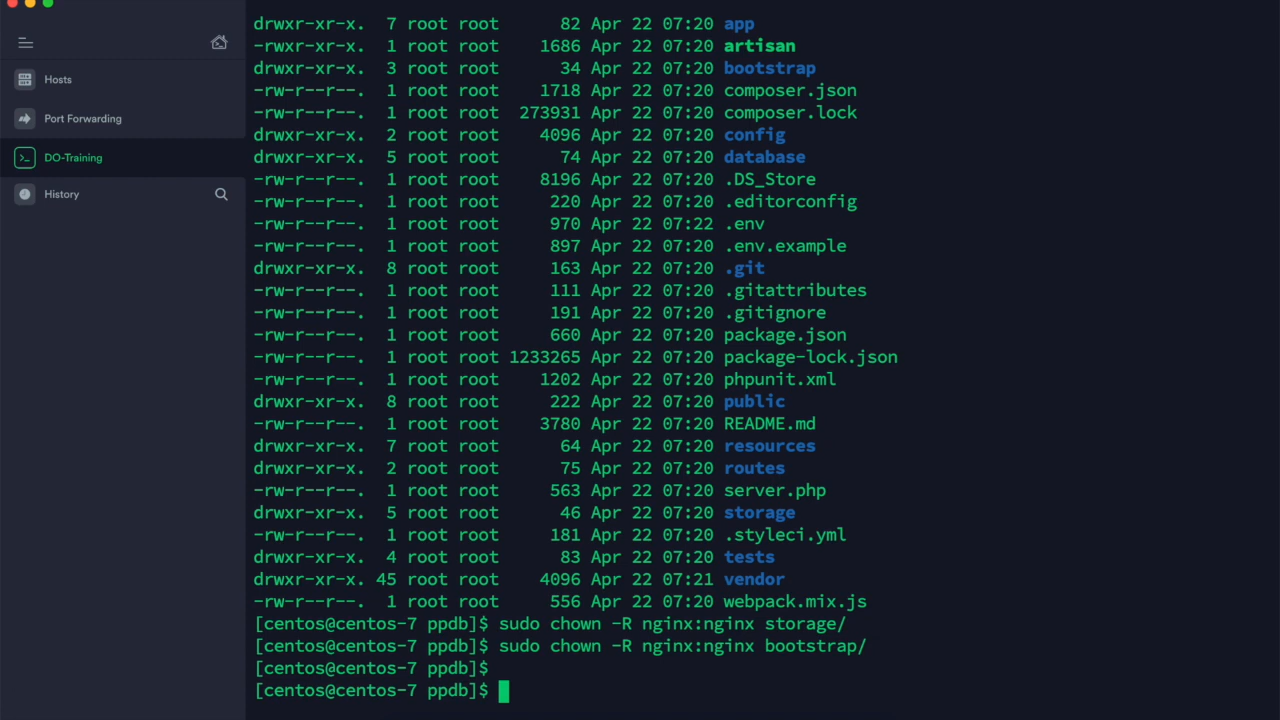 Hosts
Port Forwarding
DO-Training
History
drwxr-xr-x. 7 root root 82 Apr 22 07:20 app
-rwxr-xr-x. 1 root root 1686 Apr 22 07:20 artisan
drwxr-xr-x. 3 root root 34 Apr 22 07:20 bootstrap
-rw-r--r--. 1 root root 1718 Apr 22 07:20 composer.json
-rw-r--r--. 1 root root 273931 Apr 22 07:20 composer.lock
drwxr-xr-x. 2 root root 4096 Apr 22 07:20 config
drwxr-xr-x. 5 root root 74 Apr 22 07:20 database
-rw-r--r--. 1 root root 8196 Apr 22 07:20 .DS_Store
-rw-r--r--. 1 root root 220 Apr 22 07:20 .editorconfig
-rw-r--r--. 1 root root 970 Apr 22 07:22 .env
-rw-r--r--. 1 root root 897 Apr 22 07:20 .env.example
drwxr-xr-x. 8 root root 163 Apr 22 07:20 .git
-rw-r--r--. 1 root root 111 Apr 22 07:20 .gitattributes
-rw-r--r--. 1 root root 191 Apr 22 07:20 .gitignore
-rw-r--r--. 1 root root 660 Apr 22 07:20 package.json
-rw-r--r--. 1 root root 1233265 Apr 22 07:20 package-lock.json
-rw-r--r--. 1 root root 1202 Apr 22 07:20 phpunit.xml
drwxr-xr-x. 8 root root 222 Apr 22 07:20 public
-rw-r--r--. 1 root root 3780 Apr 22 07:20 README.md
drwxr-xr-x. 7 root root 64 Apr 22 07:20 resources
drwxr-xr-x. 2 root root 75 Apr 22 07:20 routes
-rw-r--r--. 1 root root 563 Apr 22 07:20 server.php
drwxr-xr-x. 5 root root 46 Apr 22 07:20 storage
-rw-r--r--. 1 root root 181 Apr 22 07:20 .styleci.yml
drwxr-xr-x. 4 root root 83 Apr 22 07:20 tests
drwxr-xr-x. 45 root root 4096 Apr 22 07:21 vendor
-rw-r--r--. 1 root root 556 Apr 22 07:20 webpack.mix.js
[centos@centos-7 ppdb]$ sudo chown -R nginx:nginx storage/
[centos@centos-7 ppdb]$ sudo chown -R nginx:nginx bootstrap/
[centos@centos-7 ppdb]$
[centos@centos-7 ppdb]$